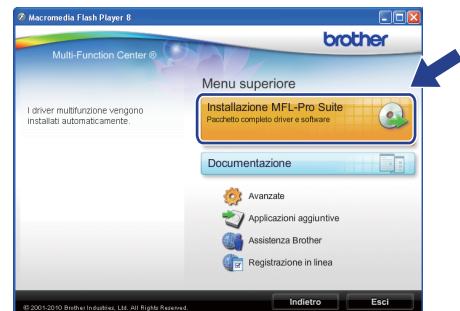 Macromedia Flash Player 8
brother
Multi-Function Center ®
Menu superiore
I driver multifunzione vengono
installati automaticamente.
Installazione MFL-Pro Suite
Pacchetto completo driver e software
Documentazione
Avanzate
Applicazioni aggiuntive
Assistenza Brother
Registrazione in linea
© 2001-2010 Brother Industries, Ltd. All Rights Reserved.
Indietro
Esci